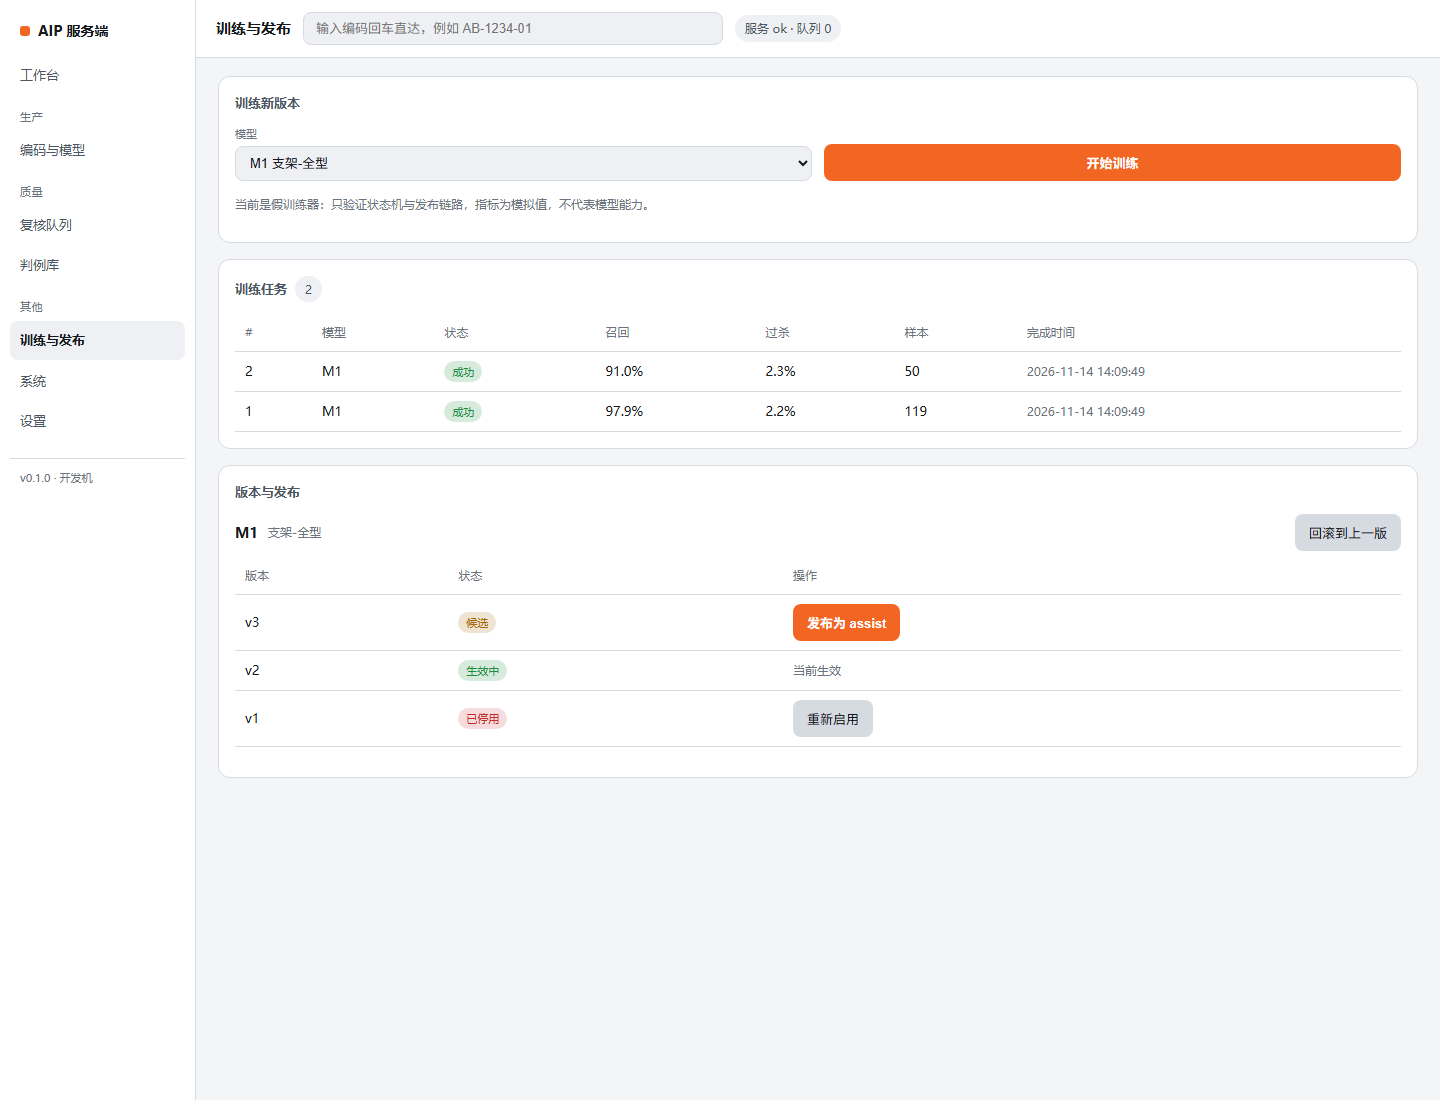 AIP 服务端
工作台
生产
编码与模型
质量
复核队列
判例库
其他
训练与发布
系统
设置
v0.1.0 · 开发机
训练与发布
输入编码回车直达，例如 AB-1234-01
服务 ok · 队列 0
训练新版本
模型
M1 支架-全型
开始训练
当前是假训练器：只验证状态机与发布链路，指标为模拟值，不代表模型能力。
训练任务 2
# 模型 状态 召回 过杀 样本 完成时间
2 M1 成功 91.0% 2.3% 50 2026-11-14 14:09:49
1 M1 成功 97.9% 2.2% 119 2026-11-14 14:09:49
版本与发布
M1 支架-全型 回滚到上一版
版本 状态 操作
v3 候选 发布为 assist
v2 生效中 当前生效
v1 已停用 重新启用